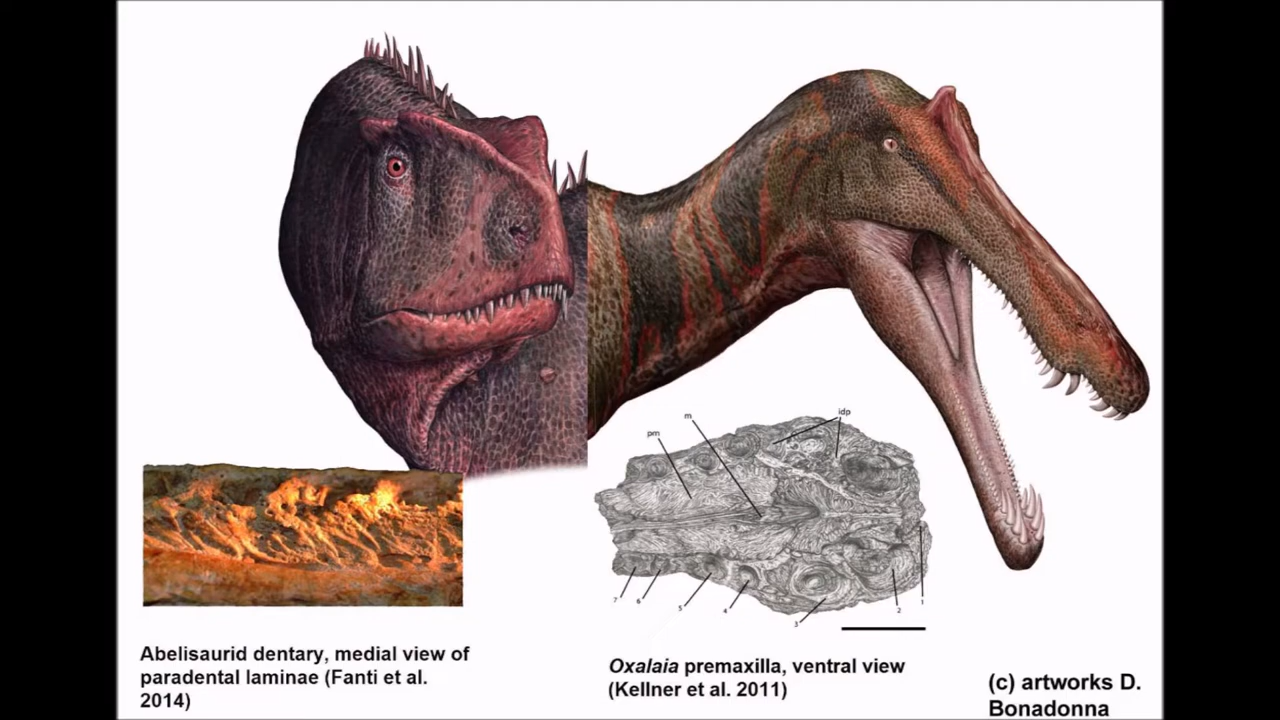 m
idp
pm
7
6
5
4
3
2
1
Abelisaurid dentary, medial view of
paradental laminae (Fanti et al.
2014)
Oxalaia premaxilla, ventral view
(Kellner et al. 2011)
(c) artworks D.
Bonadonna